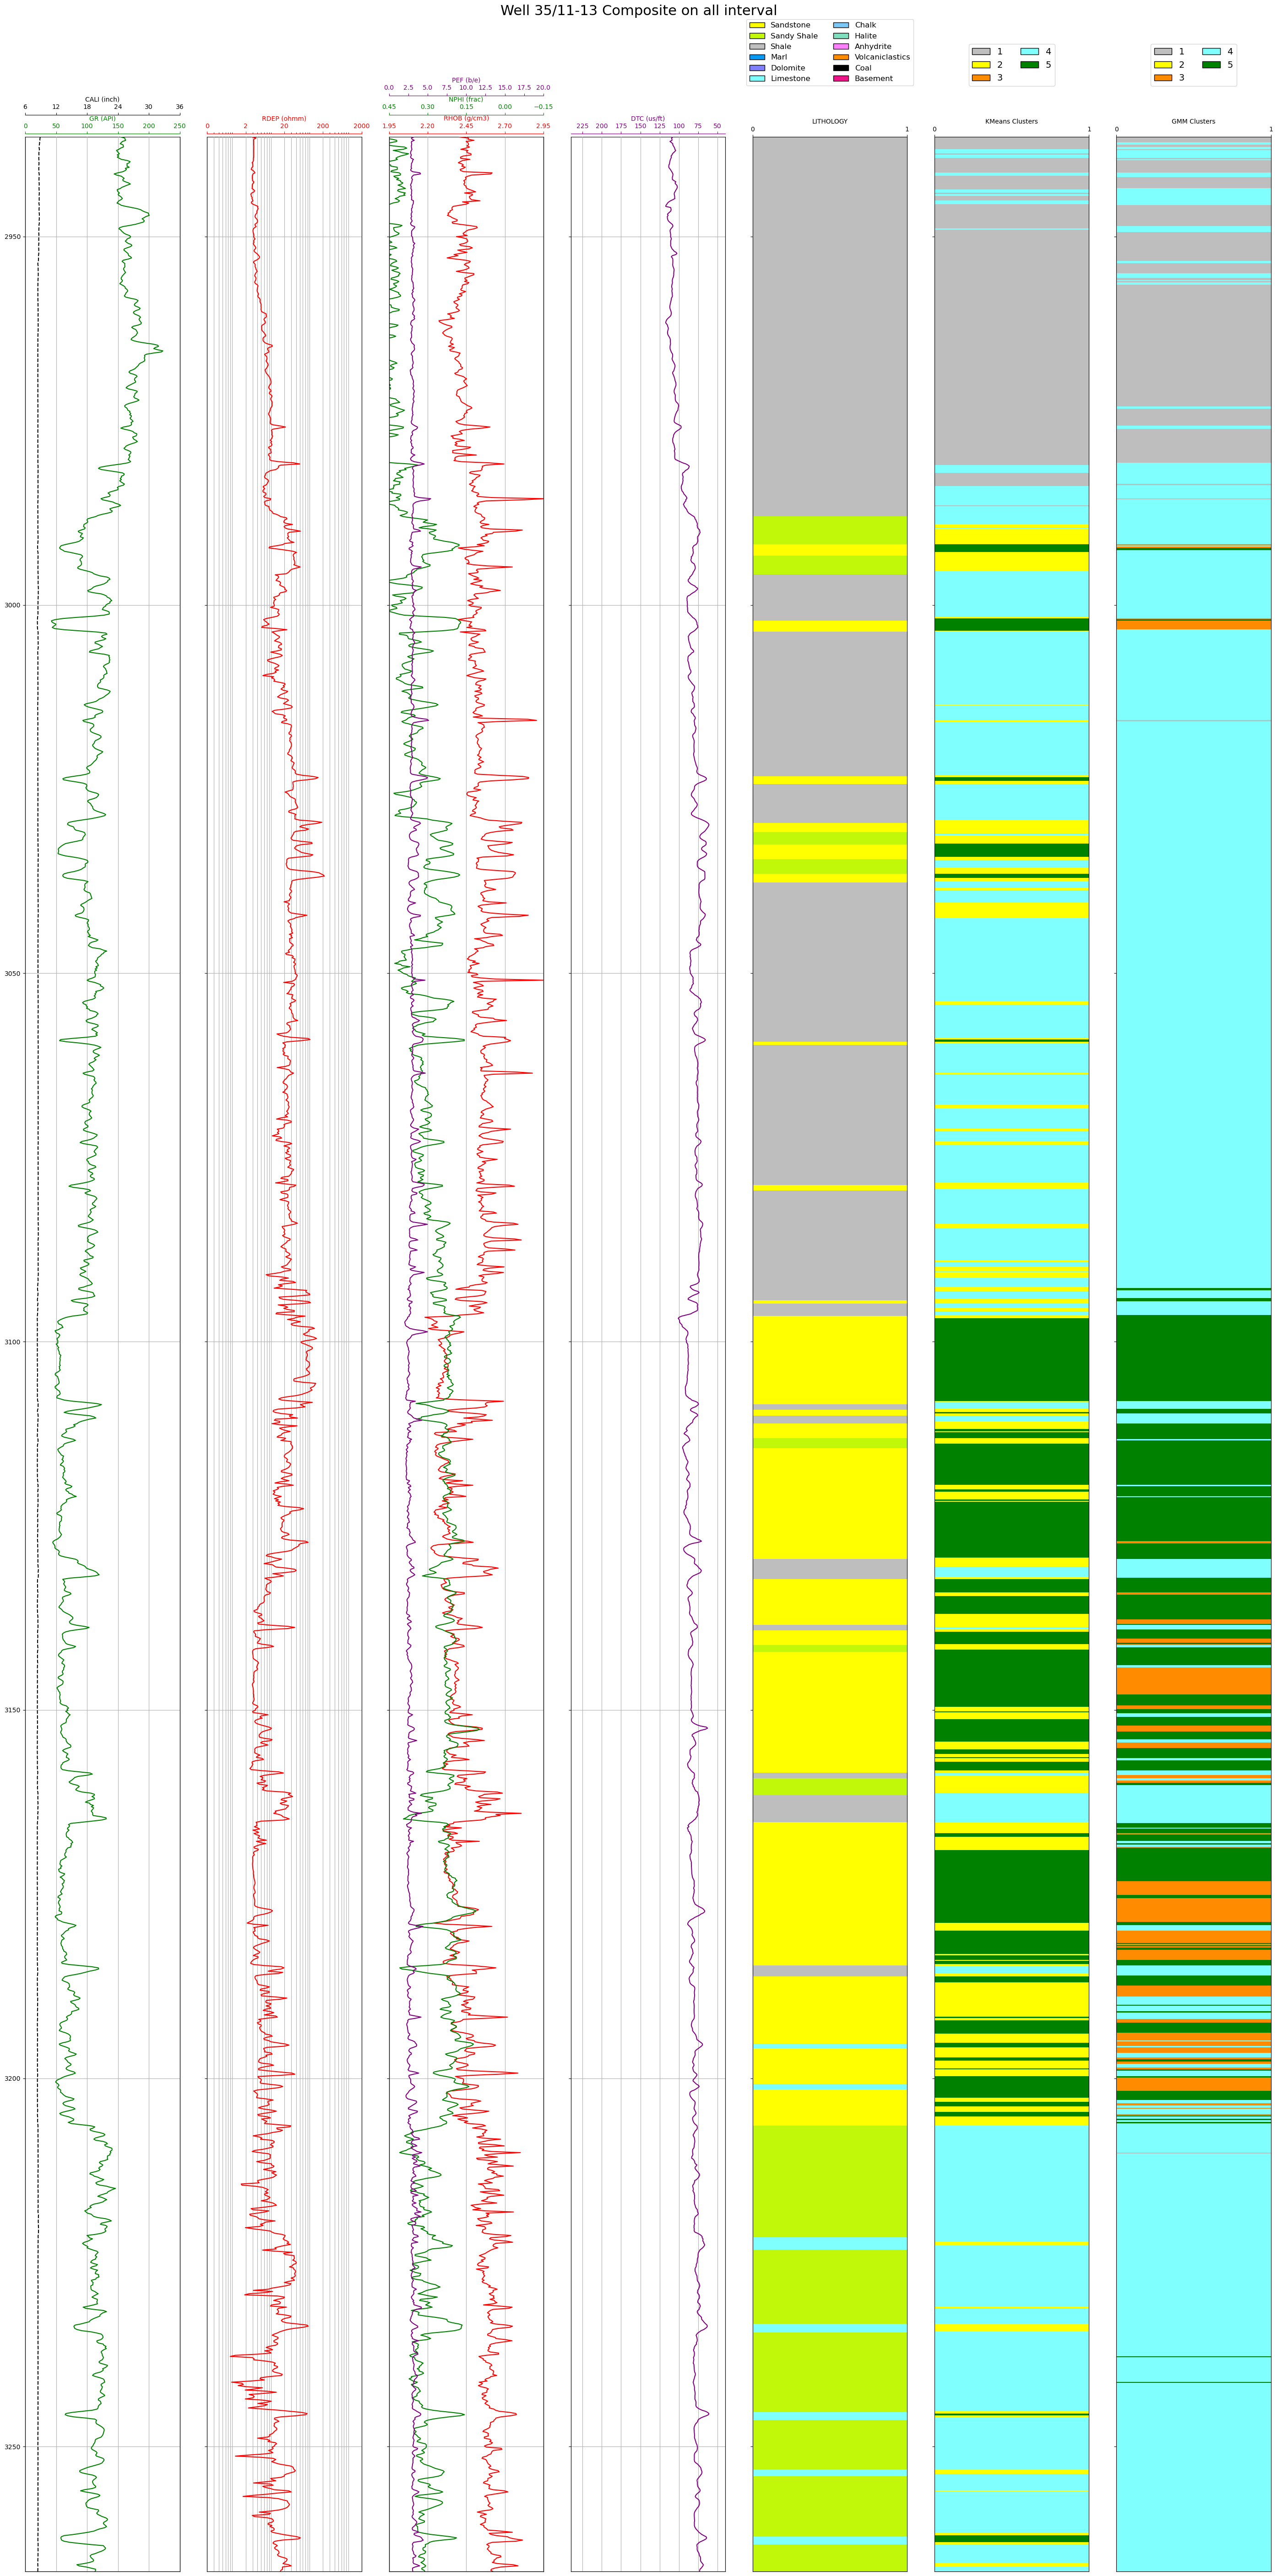 Well 35/11-13 Composite on all interval
Sandstone Chalk
Sandy Shale Halite
Shale Anhydrite
Marl Volcaniclastics
Dolomite Coal
Limestone Basement
1 4
2 5
3
1 4
2 5
3
PEF (b/e)
0.0 2.5 5.0 7.5 10.0 12.5 15.0 17.5 20.0
CALI (inch)
6 12 18 24 30 36
NPHI (frac)
0.45 0.30 0.15 0.00 −0.15
GR (API)
0 50 100 150 200 250
RDEP (ohmm)
0 2 20 200 2000
RHOB (g/cm3)
1.95 2.20 2.45 2.70 2.95
DTC (us/ft)
225 200 175 150 125 100 75 50
LITHOLOGY
0 1
KMeans Clusters
0 1
GMM Clusters
0 1
2950
3000
3050
3100
3150
3200
3250